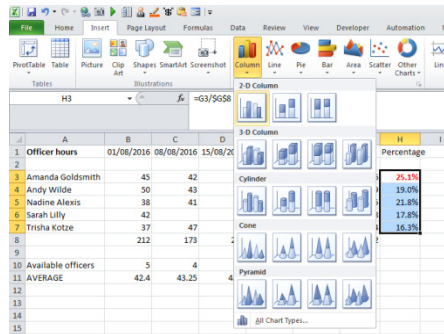 File Home Insert Page Layout Formulas Data Review View Developer Automation
PivotTable Table Picture Clip Art Shapes SmartArt Screenshot Column Line Pie Bar Area Scatter Other Charts Lin
Tables Illustrations
H3 fx =G3/$G$8
2-D Column
3-D Column
Cylinder
Cone
Pyramid
All Chart Types...
A B C H I
1 Officer hours 01/08/2016 08/08/2016 15/08/20 Percentage
2
3 Amanda Goldsmith 45 42 25.1%
4 Andy Wilde 50 43 19.0%
5 Nadine Alexis 38 41 21.8%
6 Sarah Lilly 42 17.8%
7 Trisha Kotze 37 47 16.3%
8 212 173 2
9
10 Available officers 5 4
11 AVERAGE 42.4 43.25 4
12
13
14
15